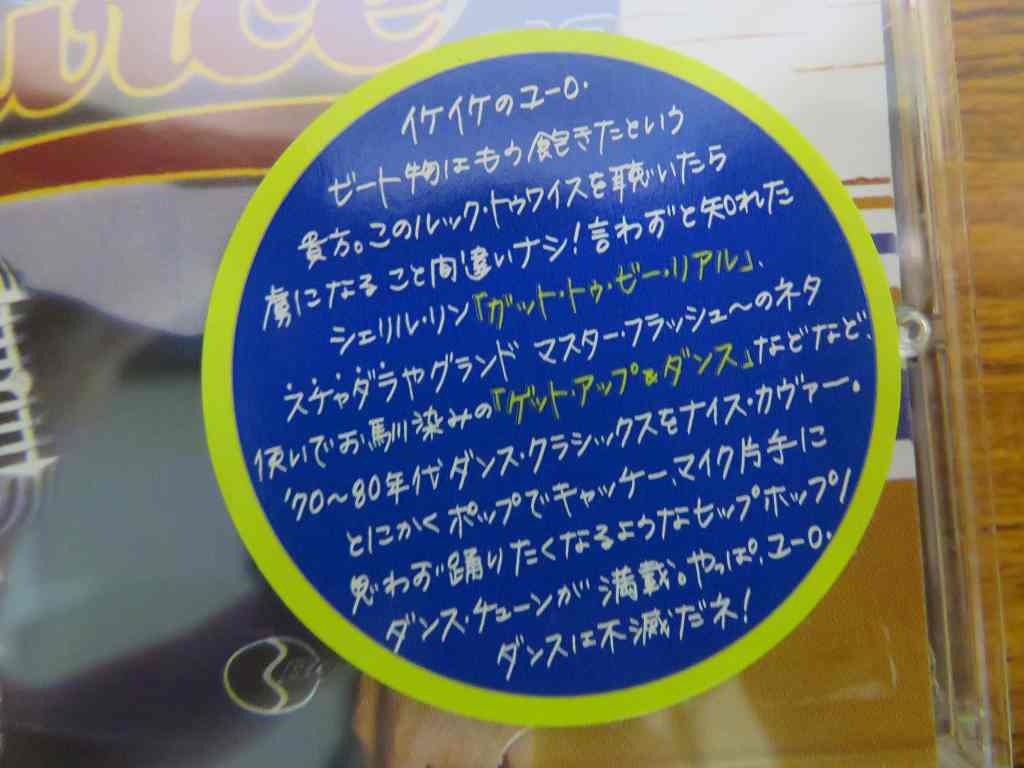 イケイケのユーロ・
ビート物はもう飽きたという
貴方。このルック・トゥワイスを聴いたら
虜になること間違いナシ!言わずと知れた
シェリル・リン「ガット・トゥ・ビー・リアル」、
スチャダラやグランド マスター・フラッシュ〜のネタ
使いでお馴染みの「ゲット・アップ&ダンス」などなど、
'70〜80年代ダンス・クラシックスをナイス・カヴァー。
とにかくポップでキャッチー、マイク片手に
思わず踊りたくなるようなヒップホップ/
ダンス・チューンが満載。やっぱ、ユーロ・
ダンスは不滅だネ!